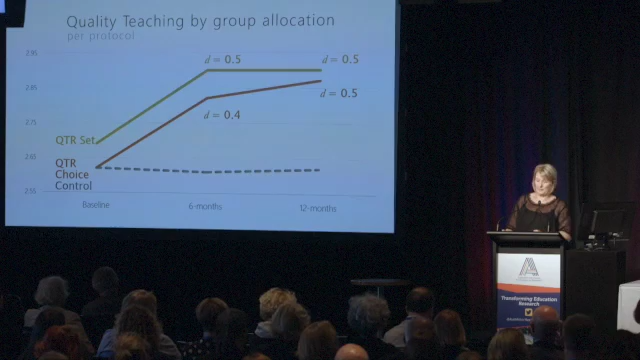 Quality Teaching by group allocation
per protocol
2.95
2.85
2.75
2.65
2.55
d = 0.5
d = 0.5
d = 0.4
d = 0.5
QTR Set
QTR
Choice
Control
Baseline
6-months
12-months
Transforming Education
Research